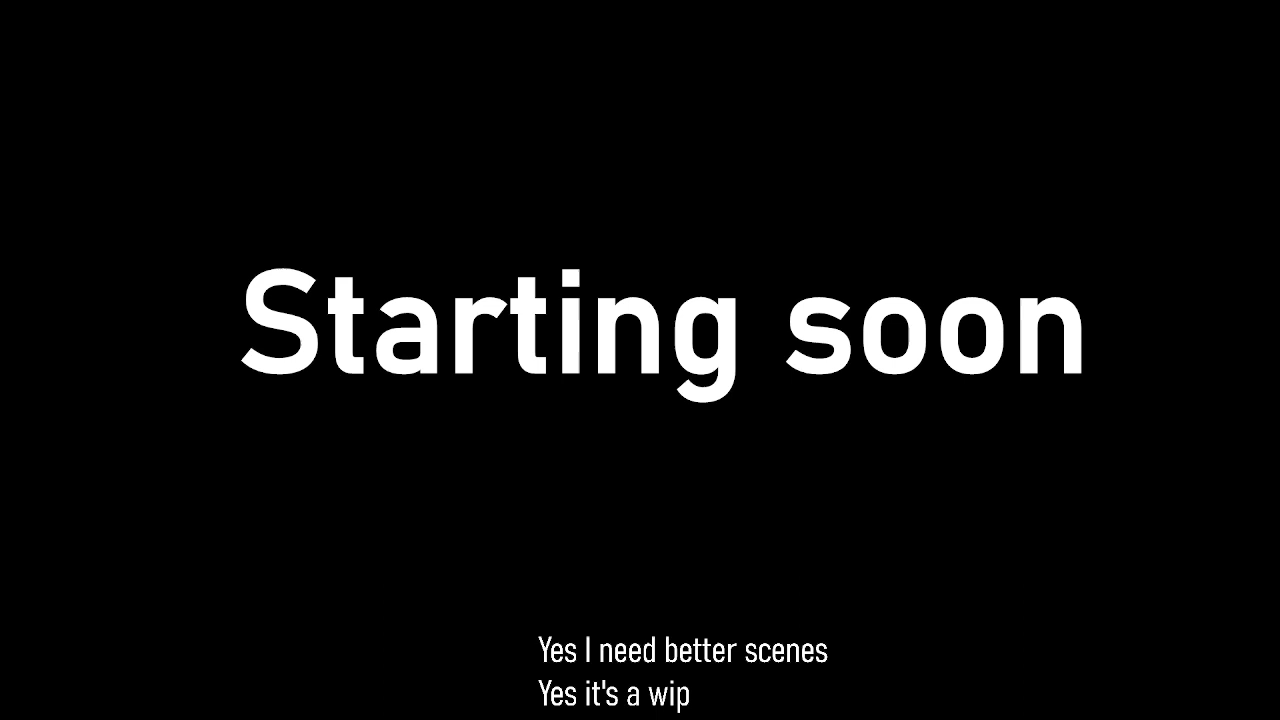 Starting soon
Yes I need better scenes
Yes it's a wip